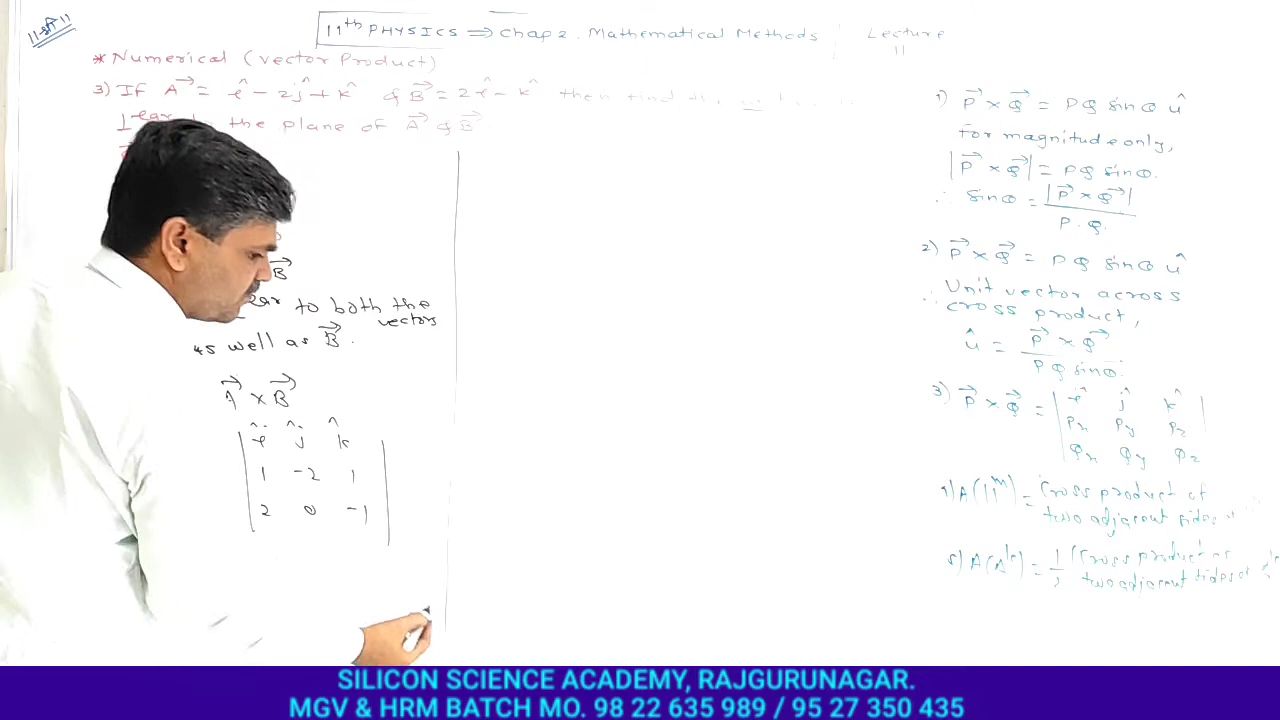 11th PHYSICS ⇒ Chap 2. Mathematical Methods Lecture 11
* Numerical (Vector Product)
3) If A⃗ = î - 2ĵ + k̂ & B⃗ = 2î - k̂ then find the
to the plane of A⃗ & B⃗
B⃗
to both the
vectors
as well as B⃗.
A⃗ × B⃗
î ĵ k̂
1 -2 1
2 0 -1
1) P⃗ × Q⃗ = PQ sinθ û
For magnitude only,
|P⃗ × Q⃗| = PQ sinθ.
∴ sinθ = |P⃗ × Q⃗|
P.Q.
2) P⃗ × Q⃗ = PQ sinθ û
∴ Unit vector across
cross product,
û = P⃗ × Q⃗
PQ sinθ.
3) P⃗ × Q⃗ = | î ĵ k̂ |
Px Py Pz
Qx Qy Qz
= Cross product of
two adjacent sides
5) = 1/2 (Cross product of
two adjacent sides of
SILICON SCIENCE ACADEMY, RAJGURUNAGAR.
MGV & HRM BATCH MO. 98 22 635 989 / 95 27 350 435